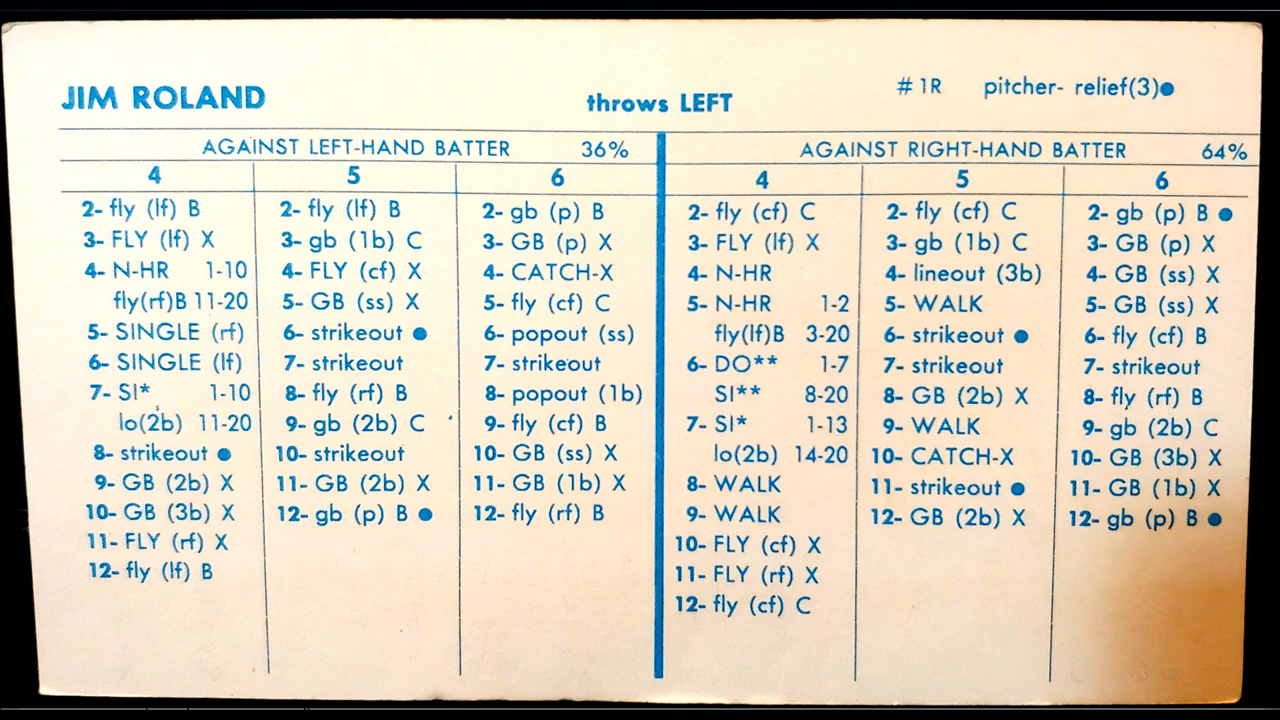 JIM ROLAND throws LEFT #1R pitcher- relief(3)●
AGAINST LEFT-HAND BATTER 36%
4 5 6
2- fly (lf) B
3- FLY (lf) X
4- N-HR 1-10
fly(rf)B 11-20
5- SINGLE (rf)
6- SINGLE (lf)
7- SI* 1-10
lo(2b) 11-20
8- strikeout ●
9- GB (2b) X
10- GB (3b) X
11- FLY (rf) X
12- fly (lf) B
2- fly (lf) B
3- gb (1b) C
4- FLY (cf) X
5- GB (ss) X
6- strikeout ●
7- strikeout
8- fly (rf) B
9- gb (2b) C
10- strikeout
11- GB (2b) X
12- gb (p) B ●
2- gb (p) B
3- GB (p) X
4- CATCH-X
5- fly (cf) C
6- popout (ss)
7- strikeout
8- popout (1b)
9- fly (cf) B
10- GB (ss) X
11- GB (1b) X
12- fly (rf) B
AGAINST RIGHT-HAND BATTER 64%
4 5 6
2- fly (cf) C
3- FLY (lf) X
4- N-HR
5- N-HR 1-2
fly(lf)B 3-20
6- DO** 1-7
SI** 8-20
7- SI* 1-13
lo(2b) 14-20
8- WALK
9- WALK
10- FLY (cf) X
11- FLY (rf) X
12- fly (cf) C
2- fly (cf) C
3- gb (1b) C
4- lineout (3b)
5- WALK
6- strikeout ●
7- strikeout
8- GB (2b) X
9- WALK
10- CATCH-X
11- strikeout ●
12- GB (2b) X
2- gb (p) B ●
3- GB (p) X
4- GB (ss) X
5- GB (ss) X
6- fly (cf) B
7- strikeout
8- fly (rf) B
9- gb (2b) C
10- GB (3b) X
11- GB (1b) X
12- gb (p) B ●